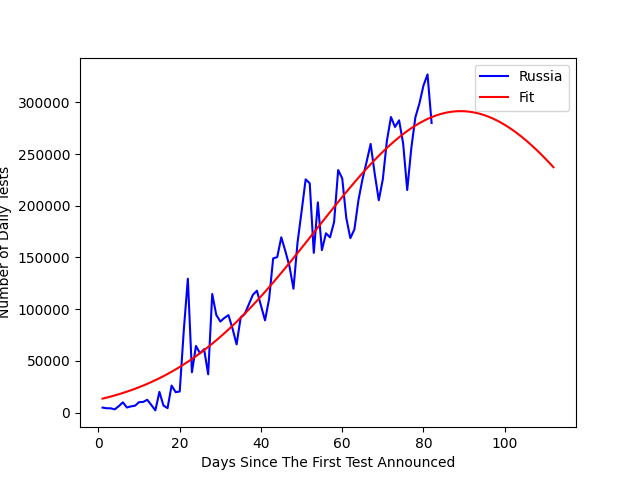 Russia
Fit
300000
250000
200000
150000
100000
50000
0
Number of Daily Tests
0 20 40 60 80 100
Days Since The First Test Announced